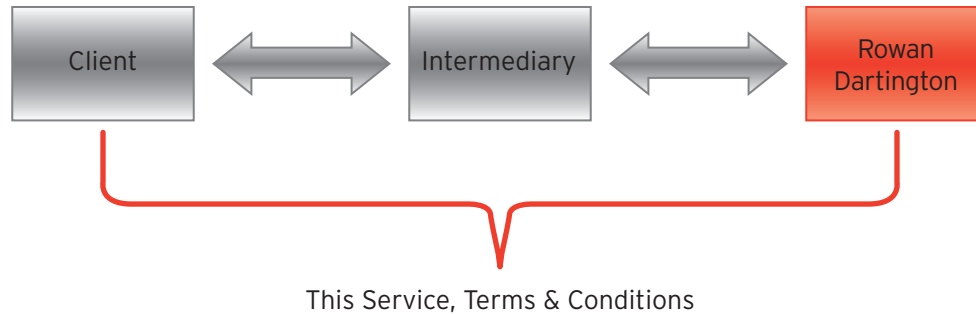 Client
Intermediary
Rowan
Dartington
This Service, Terms & Conditions